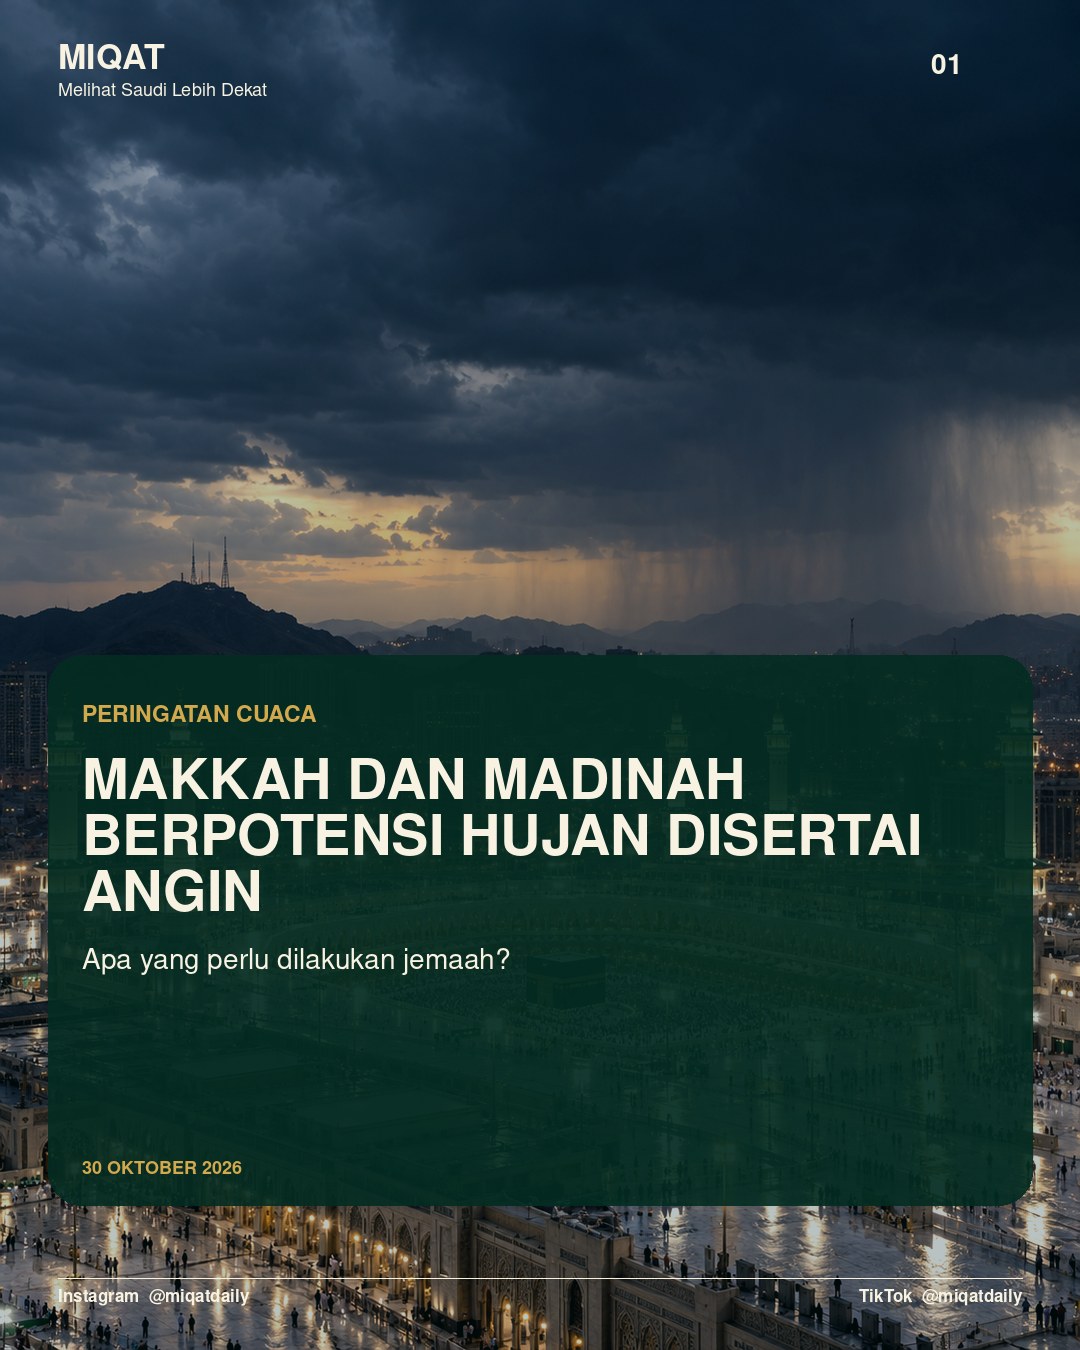 MIQAT
Melihat Saudi Lebih Dekat
01
PERINGATAN CUACA
MAKKAH DAN MADINAH
BERPOTENSI HUJAN DISERTAI
ANGIN
Apa yang perlu dilakukan jemaah?
30 OKTOBER 2026
Instagram @miqatdaily
TikTok @miqatdaily